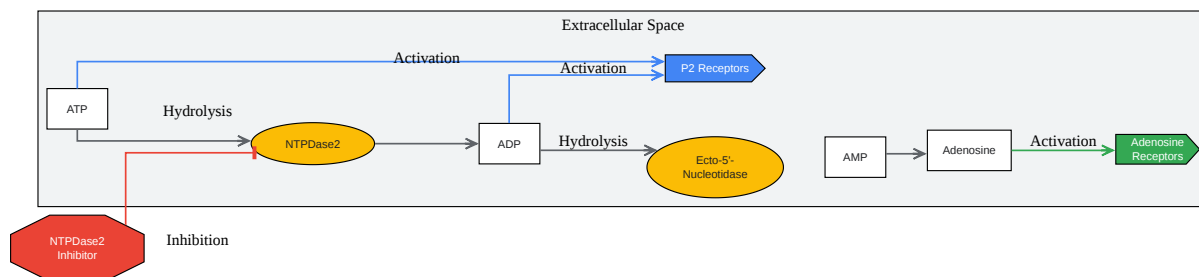 Extracellular Space
Activation
P2 Receptors
Activation
ATP
Hydrolysis
NTPDase2
ADP
Hydrolysis
Ecto-5'-
Nucleotidase
AMP
Adenosine
Activation
Adenosine
Receptors
NTPDase2
Inhibitor
Inhibition